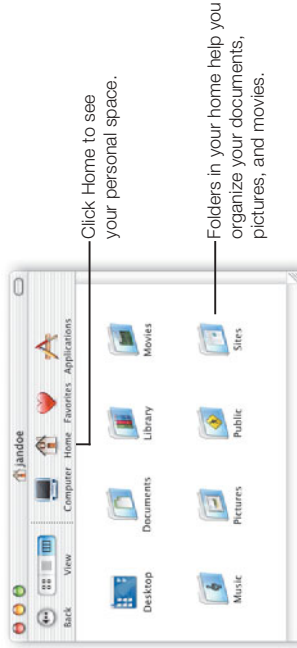 jandoe
Back View Computer Home Favorites Applications
Desktop Documents Library Movies
Music Pictures Public Sites
Click Home to see
your personal space.
Folders in your home help you
organize your documents,
pictures, and movies.